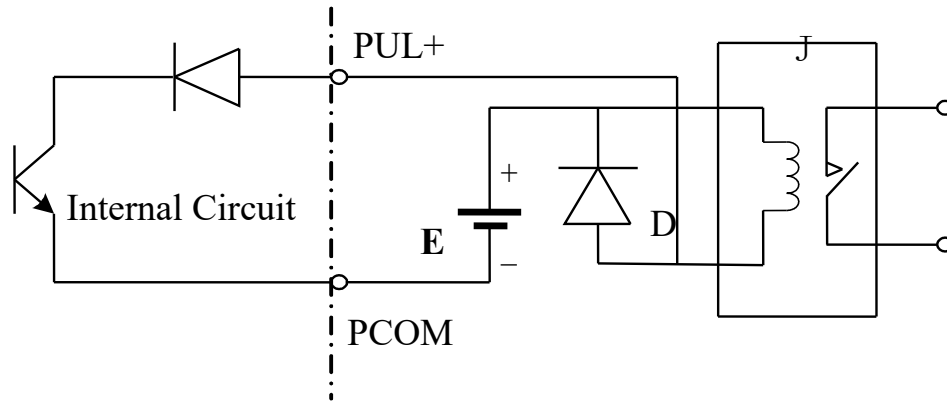 PUL+
J
+
Internal Circuit
E
D
−
PCOM